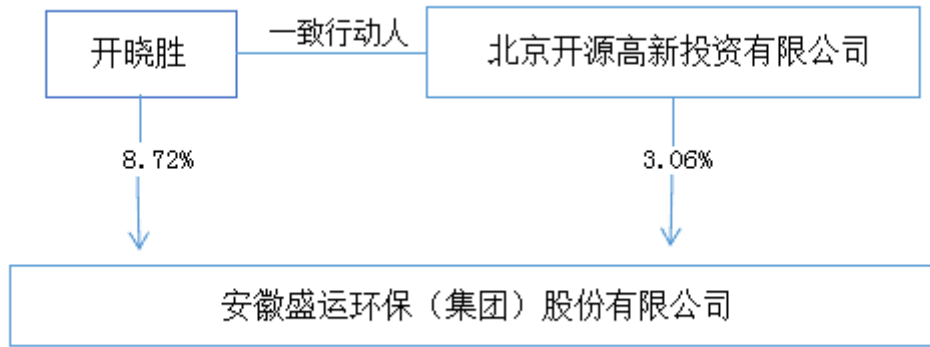 开晓胜
一致行动人
北京开源高新投资有限公司
8.72%
3.06%
安徽盛运环保（集团）股份有限公司